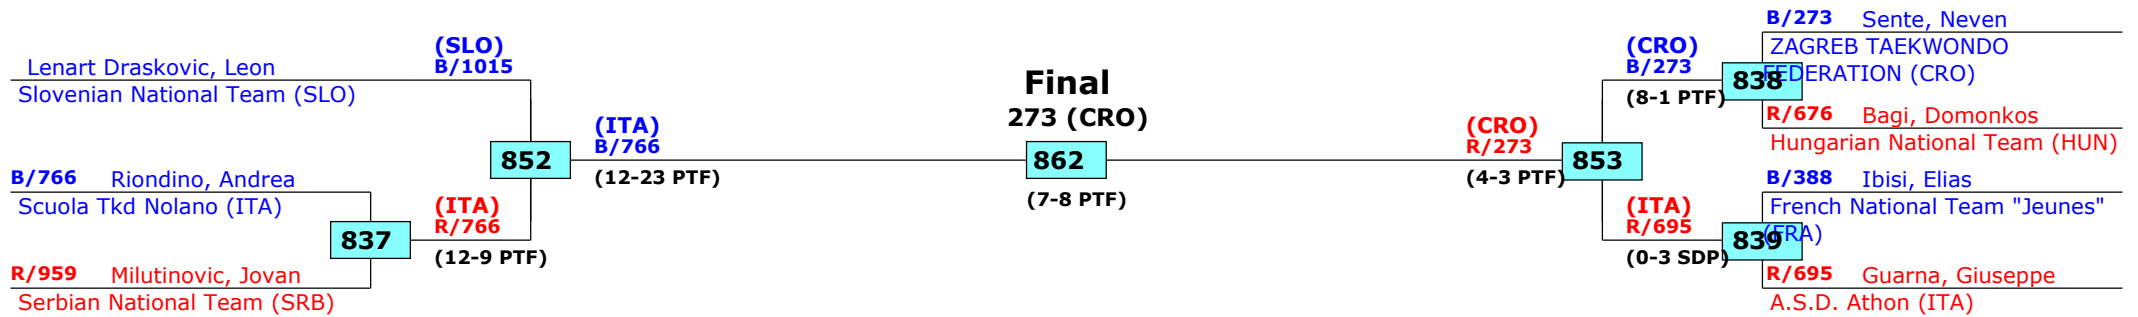 Lenart Draskovic, Leon
Slovenian National Team (SLO)
B/766 Riondino, Andrea
Scuola Tkd Nolano (ITA)
837
R/959 Milutinovic, Jovan
Serbian National Team (SRB)
(SLO)
B/1015
852
(ITA)
R/766
(12-9 PTF)
(ITA)
B/766
(12-23 PTF)
Final
273 (CRO)
862
(7-8 PTF)
(CRO)
R/273
(4-3 PTF)
853
(CRO)
B/273
(8-1 PTF)
(ITA)
R/695
(0-3 SDP)
B/273 Sente, Neven
ZAGREB TAEKWONDO
FEDERATION (CRO)
838
R/676 Bagi, Domonkos
Hungarian National Team (HUN)
B/388 Ibisi, Elias
French National Team "Jeunes"
(FRA)
839
R/695 Guarna, Giuseppe
A.S.D. Athon (ITA)